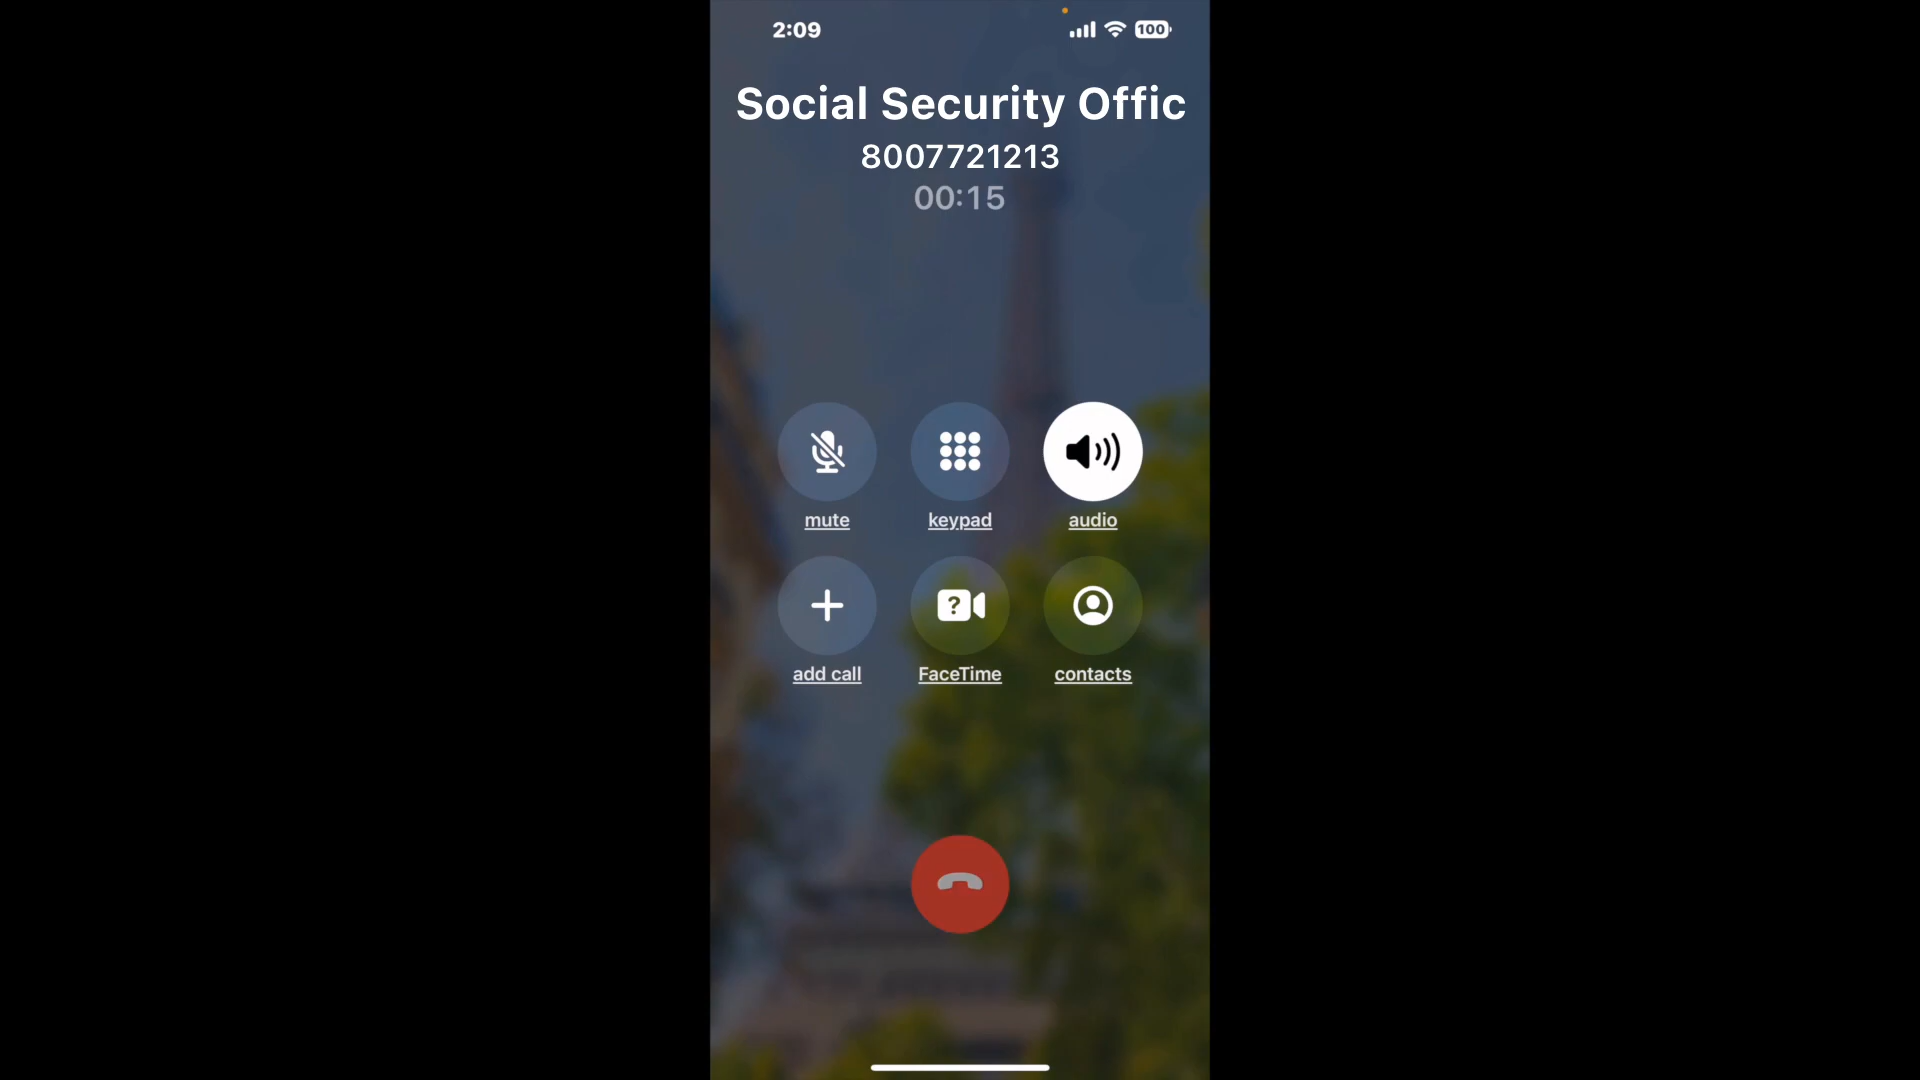 2:09
100
Social Security Offic
8007721213
00:15
mute
keypad
audio
?
add call
FaceTime
contacts